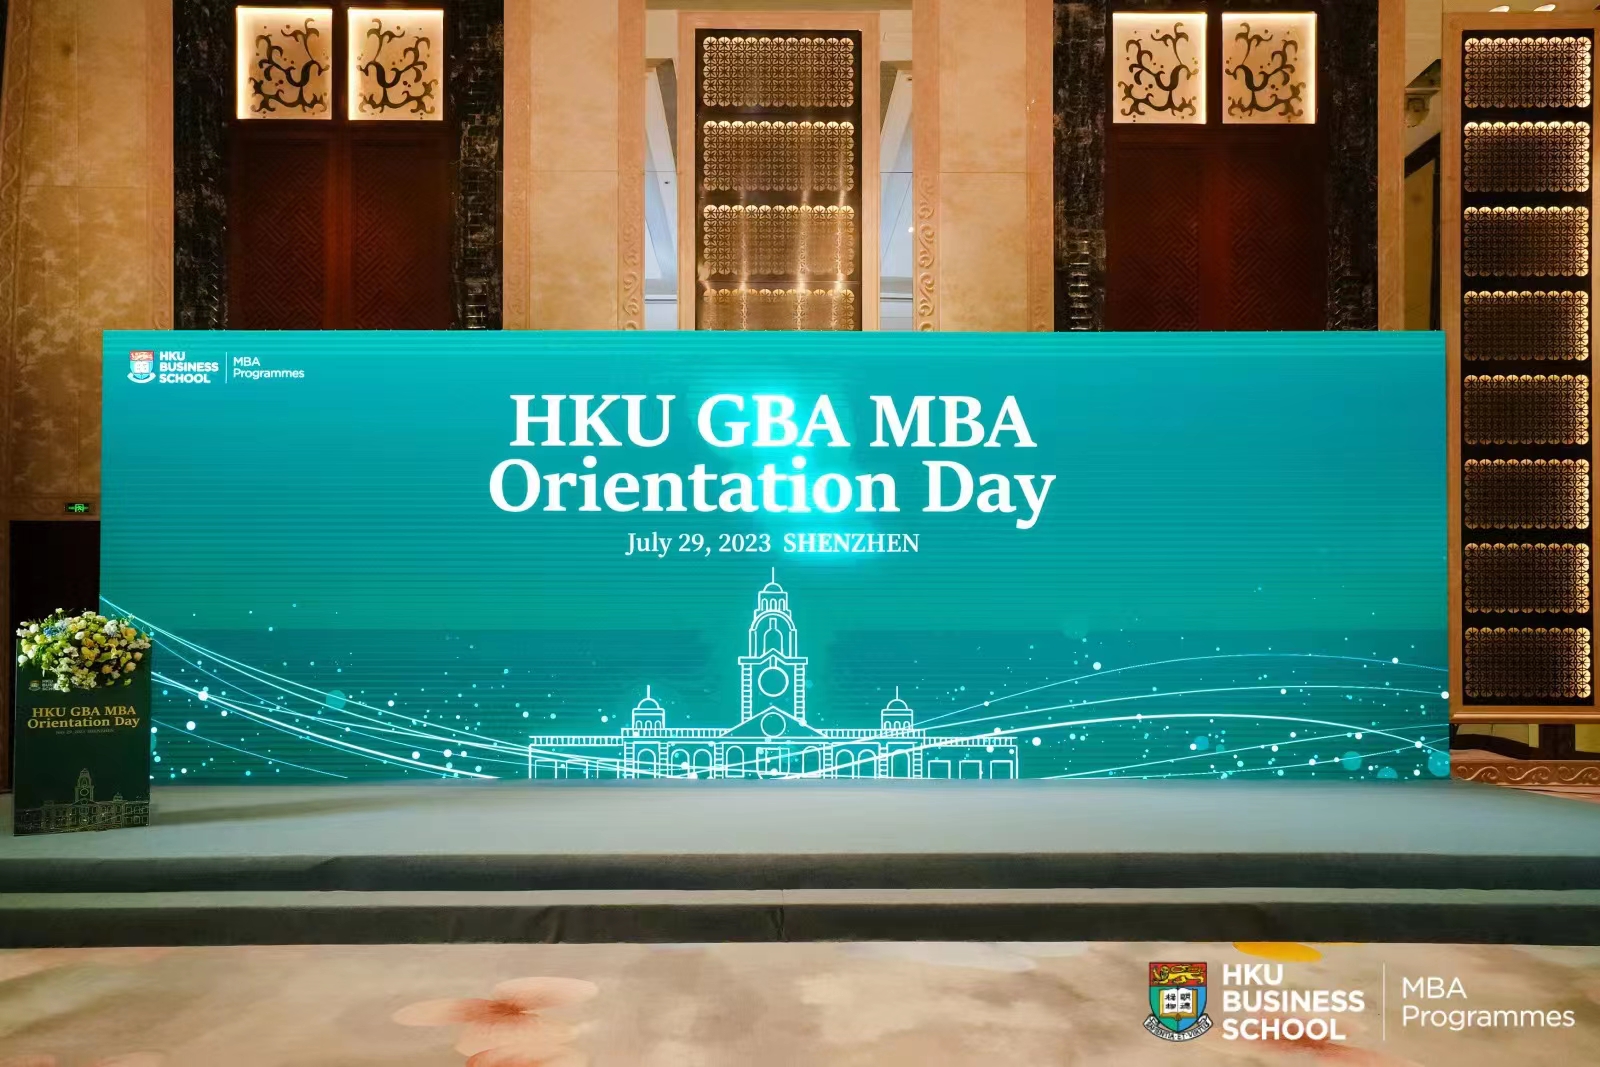 HKU
BUSINESS
SCHOOL
MBA
Programmes
HKU GBA MBA
Orientation Day
July 29, 2023 SHENZHEN
HKU GBA MBA
Orientation Day
HKU
BUSINESS
SCHOOL
MBA
Programmes